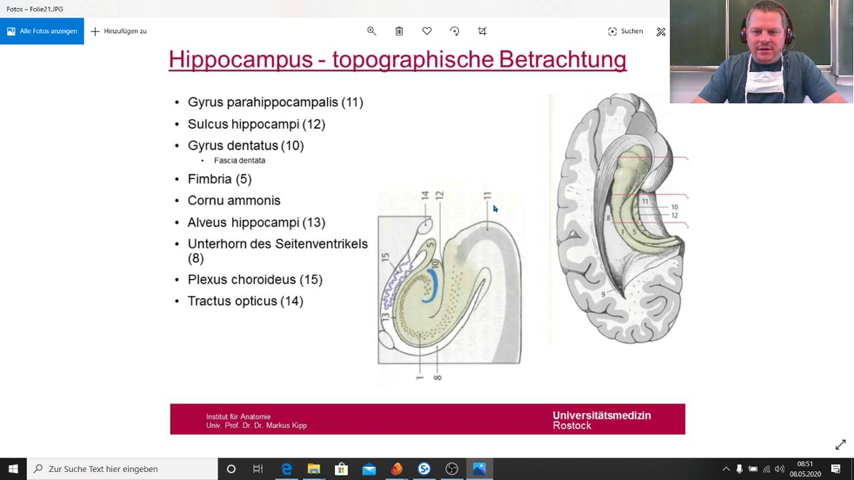 Fotos - Folie21.JPG
Alle Fotos anzeigen
Hinzufügen zu
Suchen
Hippocampus - topographische Betrachtung
• Gyrus parahippocampalis (11)
• Sulcus hippocampi (12)
• Gyrus dentatus (10)
• Fascia dentata
• Fimbria (5)
• Cornu ammonis
• Alveus hippocampi (13)
• Unterhorn des Seitenventrikels
(8)
• Plexus choroideus (15)
• Tractus opticus (14)
14
12
11
15
5
10
13
1
8
11
10
12
8
1
5
9
Institut für Anatomie
Univ. Prof. Dr. Dr. Markus Kipp
Universitätsmedizin
Rostock
Zur Suche Text hier eingeben
08:51
08.05.2020